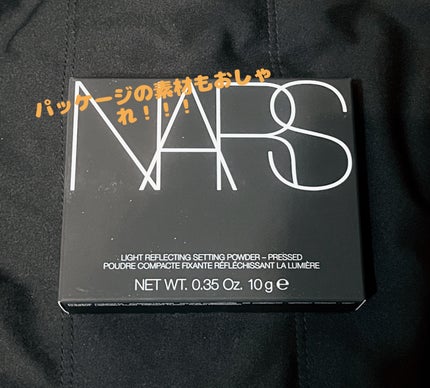 パッケージの素材もおしゃ
れ！！！
NARS
LIGHT REFLECTING SETTING POWDER – PRESSED
POUDRE COMPACTE FIXANTE RÉFLÉCHISSANT LA LUMIÈRE
NET WT. 0.35 Oz. 10 g ℮